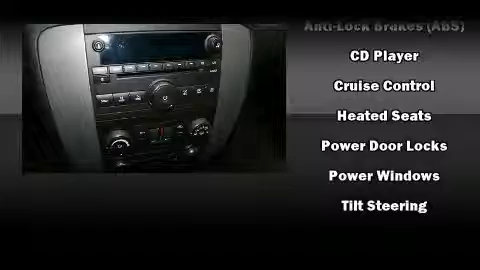 Anti-Lock Brakes (ABS)
CD Player
Cruise Control
Heated Seats
Power Door Locks
Power Windows
Tilt Steering